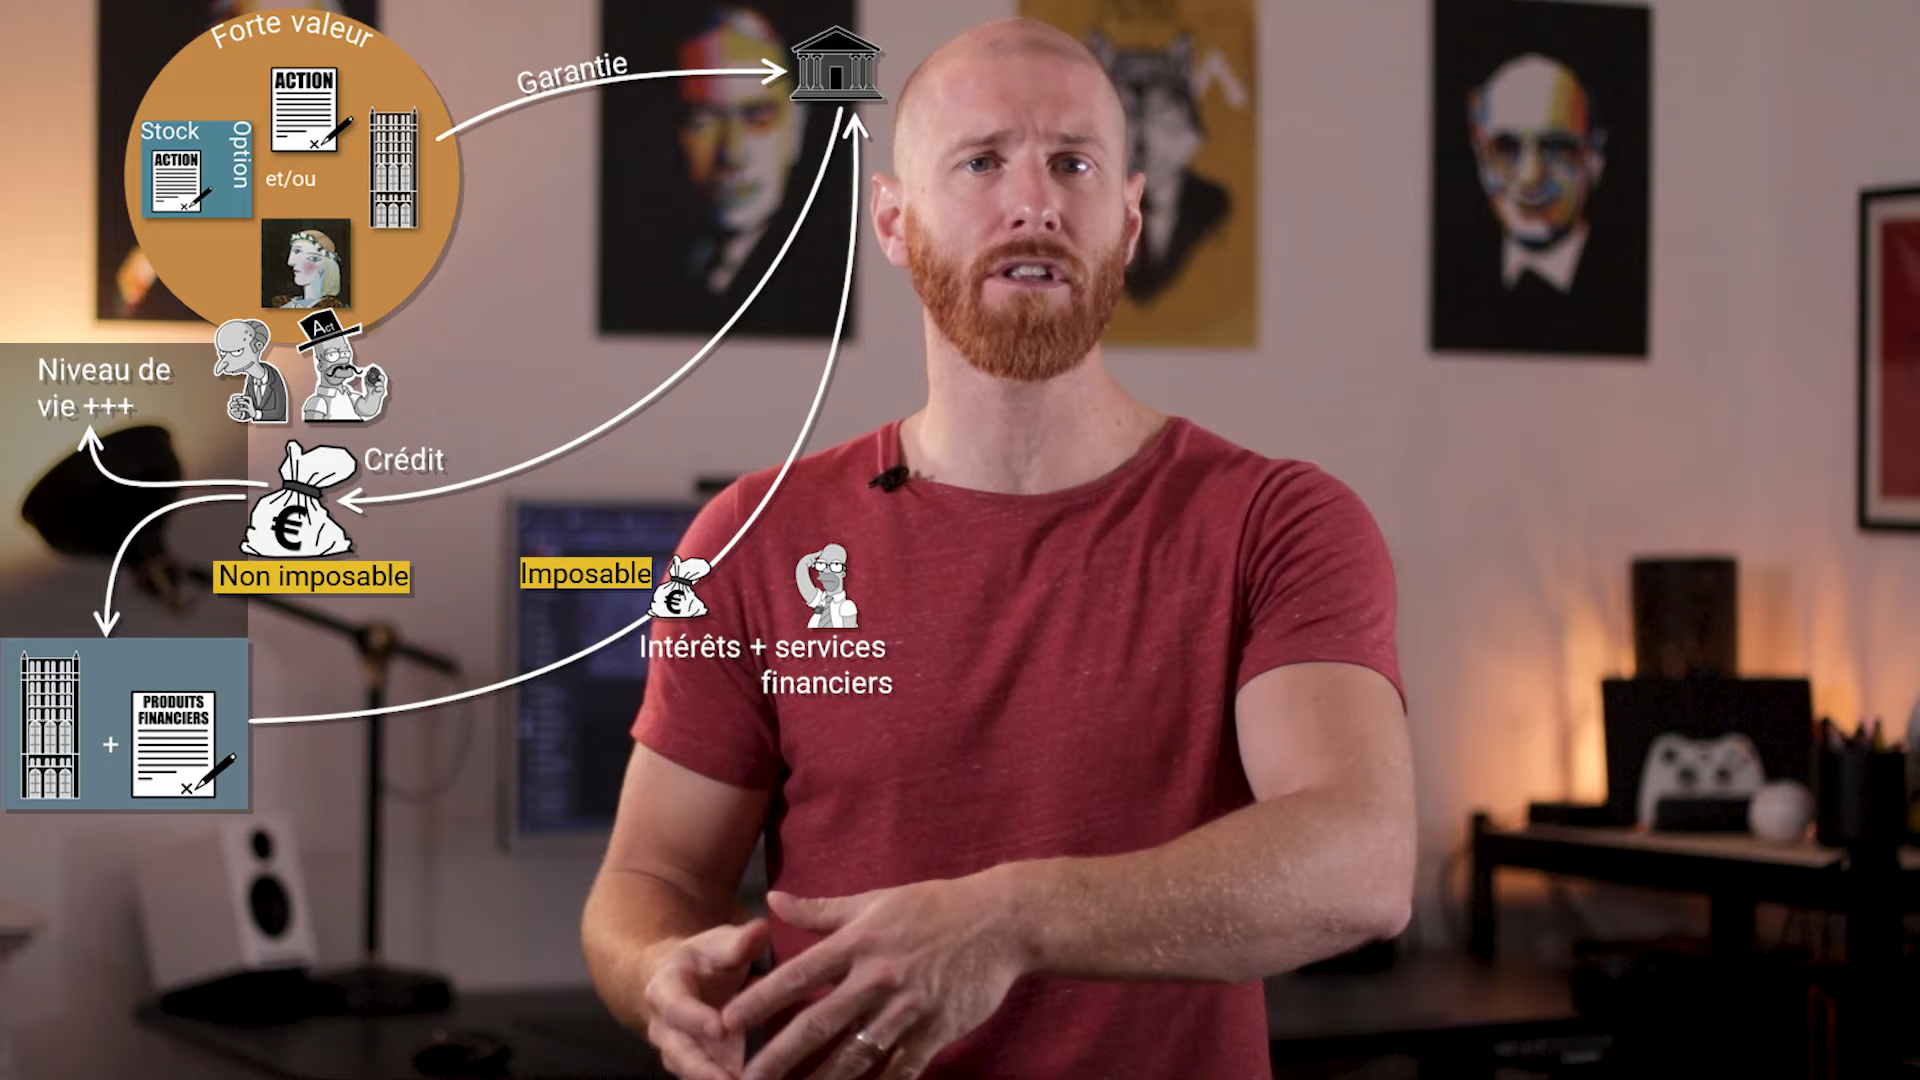 Forte valeur
ACTION
Stock
Option
ACTION
et/ou
Garantie
Act
Niveau de
vie +++
Crédit
€
Non imposable
Imposable
€
Intérêts + services
financiers
PRODUITS
FINANCIERS
+